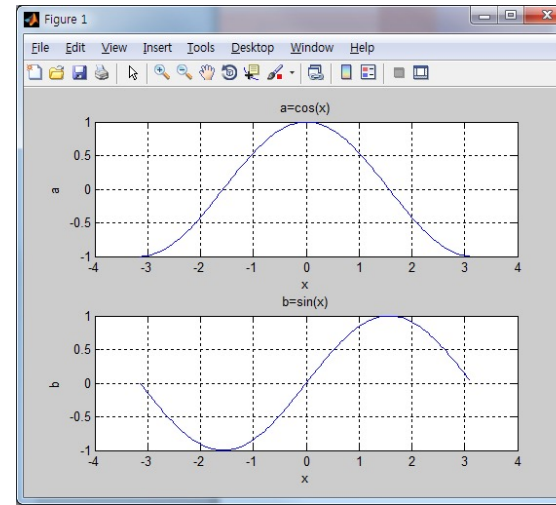 Figure 1
File Edit View Insert Tools Desktop Window Help
a=cos(x)
1
0.5
0
-0.5
-1
a
-4 -3 -2 -1 0 1 2 3 4
x
b=sin(x)
1
0.5
0
-0.5
-1
b
-4 -3 -2 -1 0 1 2 3 4
x